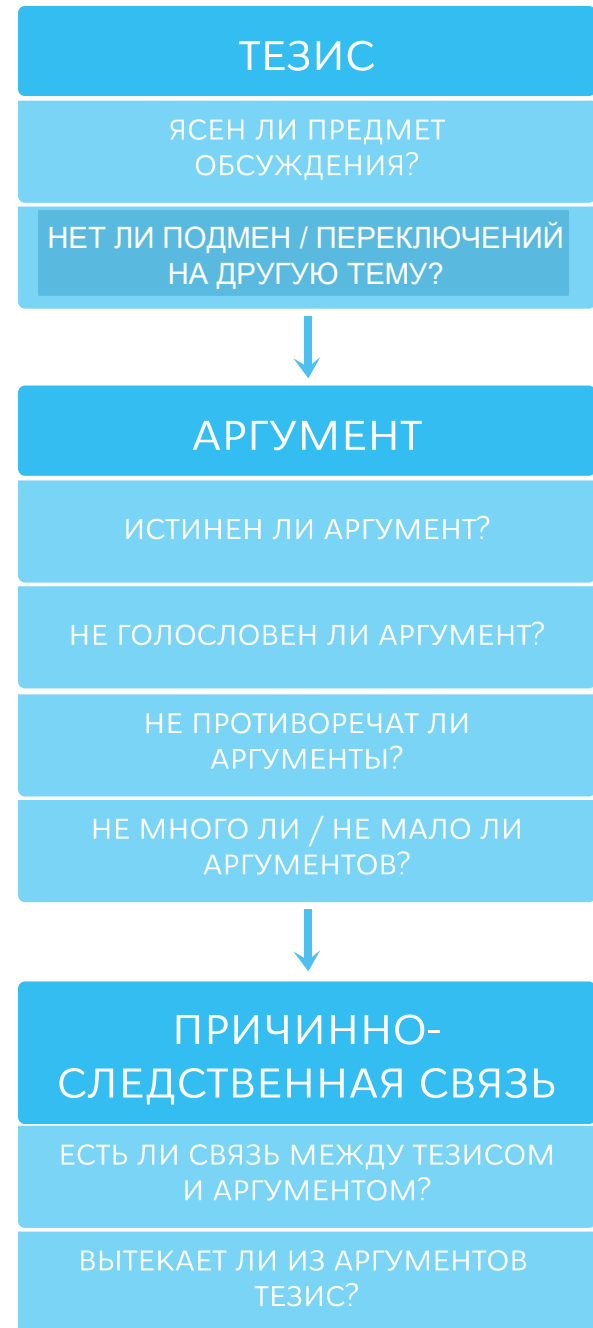 ТЕЗИС
ЯСЕН ЛИ ПРЕДМЕТ
ОБСУЖДЕНИЯ?
НЕТ ЛИ ПОДМЕН / ПЕРЕКЛЮЧЕНИЙ
НА ДРУГУЮ ТЕМУ?
АРГУМЕНТ
ИСТИНЕН ЛИ АРГУМЕНТ?
НЕ ГОЛОСЛОВЕН ЛИ АРГУМЕНТ?
НЕ ПРОТИВОРЕЧАТ ЛИ
АРГУМЕНТЫ?
НЕ МНОГО ЛИ / НЕ МАЛО ЛИ
АРГУМЕНТОВ?
ПРИЧИННО-
СЛЕДСТВЕННАЯ СВЯЗЬ
ЕСТЬ ЛИ СВЯЗЬ МЕЖДУ ТЕЗИСОМ
И АРГУМЕНТОМ?
ВЫТЕКАЕТ ЛИ ИЗ АРГУМЕНТОВ
ТЕЗИС?